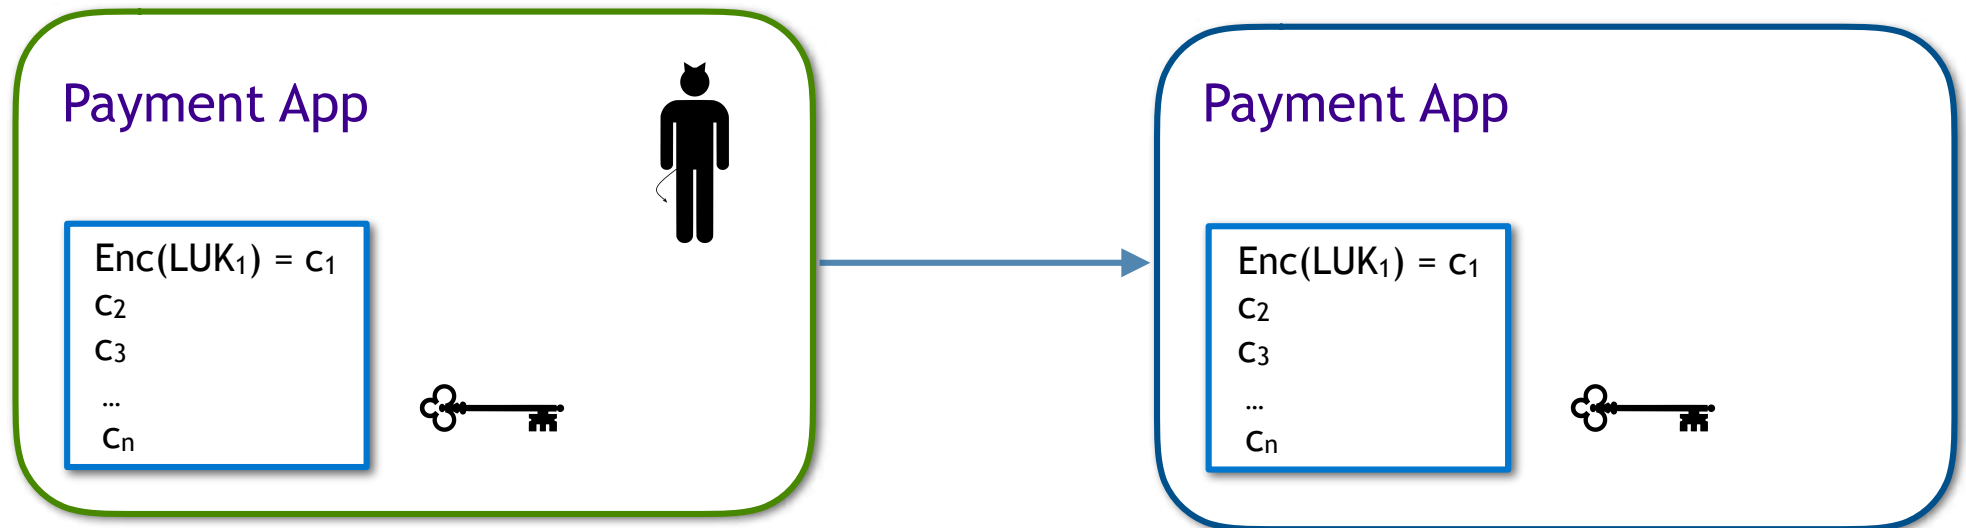 Payment App
Enc(LUK₁) = c₁
c₂
c₃
...
cₙ
Payment App
Enc(LUK₁) = c₁
c₂
c₃
...
cₙ